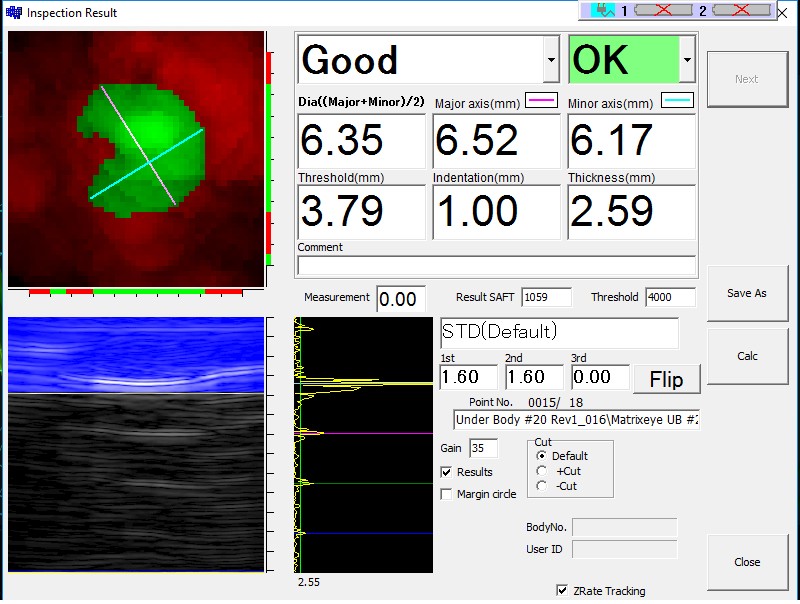 Inspection Result
1 2
Good OK Next
Dia((Major+Minor)/2) Major axis(mm) Minor axis(mm)
6.35 6.52 6.17
Threshold(mm) Indentation(mm) Thickness(mm)
3.79 1.00 2.59
Comment
Measurement 0.00 Result SAFT 1059 Threshold 4000
Save As
STD(Default)
Calc
1st 2nd 3rd
1.60 1.60 0.00 Flip
Point No. 0015/ 18
Under Body #20 Rev1_016\Matrixeye UB #2
Gain 35
Cut
Default
Results
+Cut
-Cut
Margin circle
BodyNo.
User ID
Close
2.55
ZRate Tracking